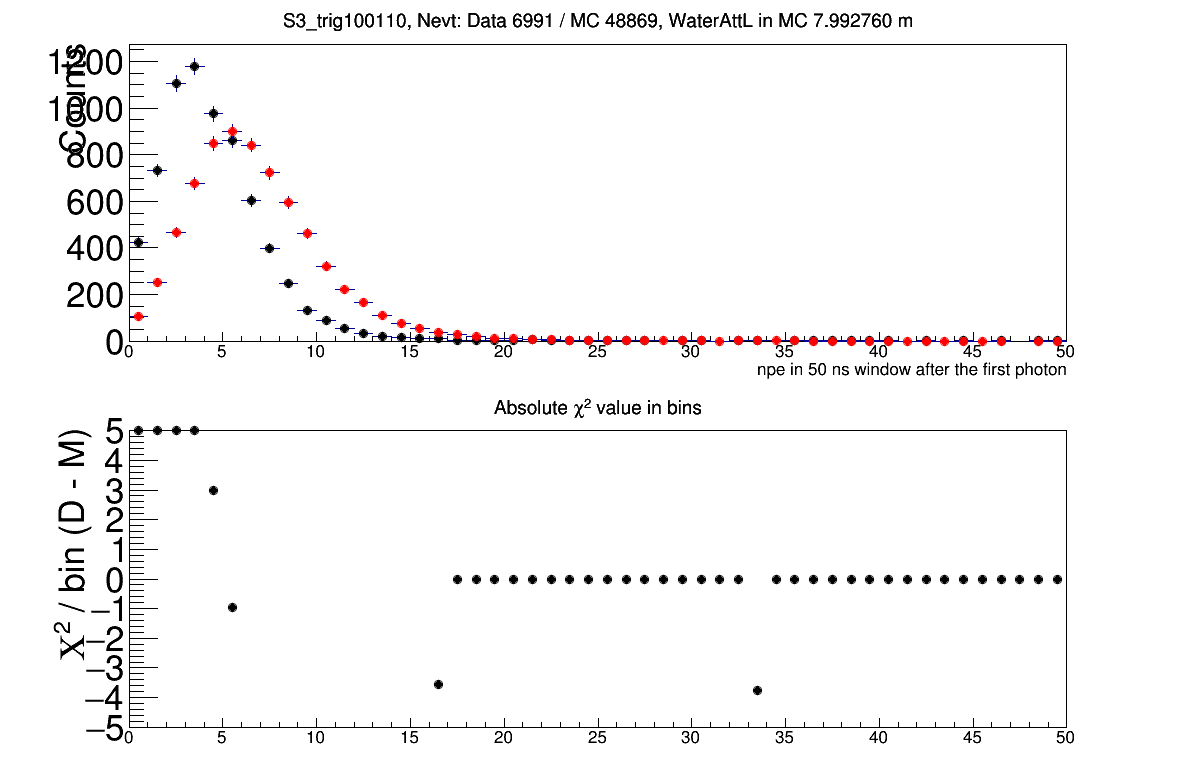 S3_trig100110, Nevt: Data 6991 / MC 48869, WaterAttL in MC 7.992760 m
Counts
1200
1000
800
600
400
200
0
0 5 10 15 20 25 30 35 40 45 50
npe in 50 ns window after the first photon
Absolute χ² value in bins
X² / bin (D - M)
5
4
3
2
1
0
−1
−2
−3
−4
−5
0 5 10 15 20 25 30 35 40 45 50